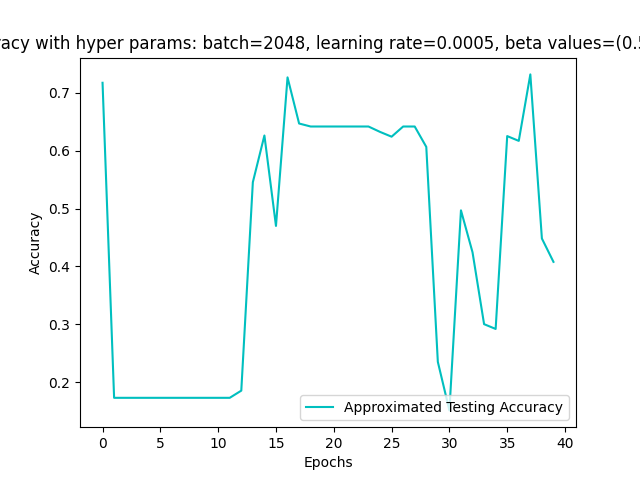 racy with hyper params: batch=2048, learning rate=0.0005, beta values=(0.5
0.7
0.6
0.5
0.4
0.3
0.2
Accuracy
Approximated Testing Accuracy
0 5 10 15 20 25 30 35 40
Epochs